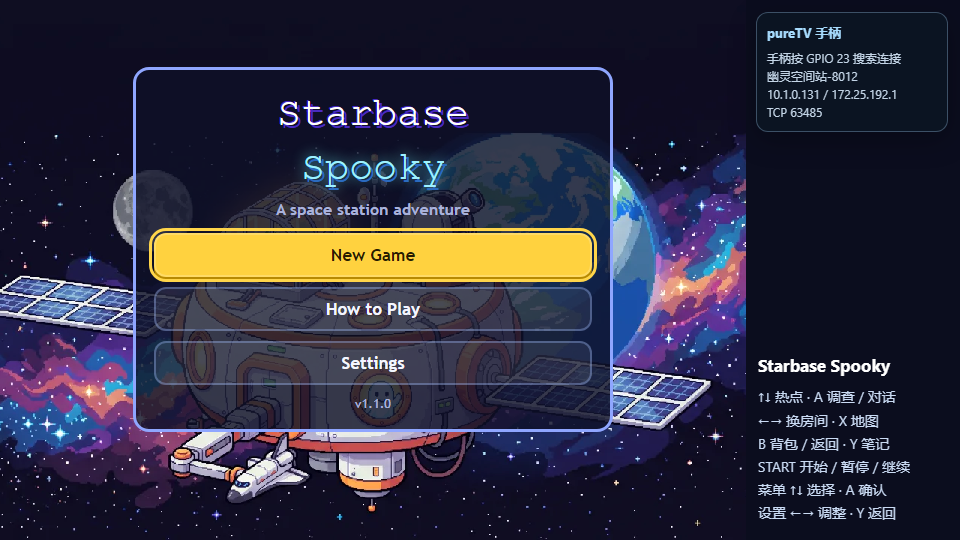 Starbase
Spooky
A space station adventure
New Game
How to Play
Settings
v1.1.0
pureTV 手柄
手柄按 GPIO 23 搜索连接
幽灵空间站-8012
10.1.0.131 / 172.25.192.1
TCP 63485
Starbase Spooky
↑↓ 热点 · A 调查 / 对话
←→ 换房间 · X 地图
B 背包 / 返回 · Y 笔记
START 开始 / 暂停 / 继续
菜单 ↑↓ 选择 · A 确认
设置 ←→ 调整 · Y 返回